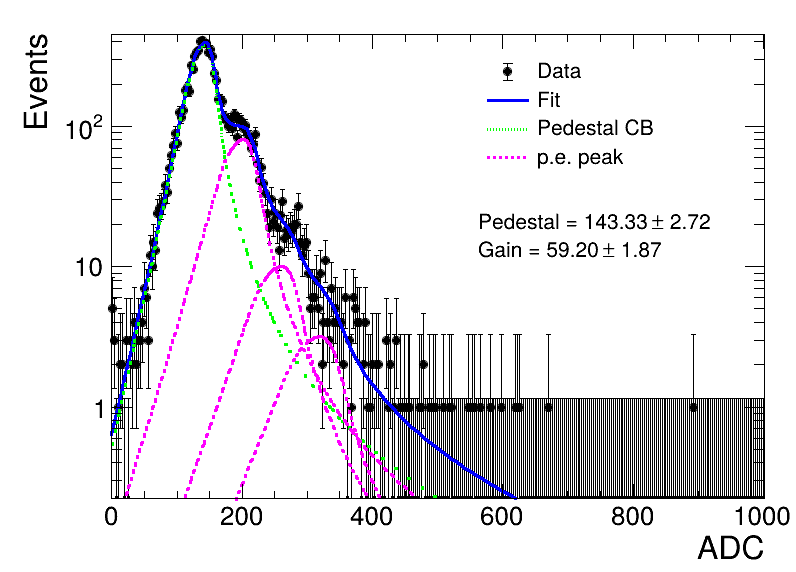 Events
10²
10
1
Data
Fit
Pedestal CB
p.e. peak
Pedestal = 143.33 ± 2.72
Gain = 59.20 ± 1.87
0 200 400 600 800 1000
ADC